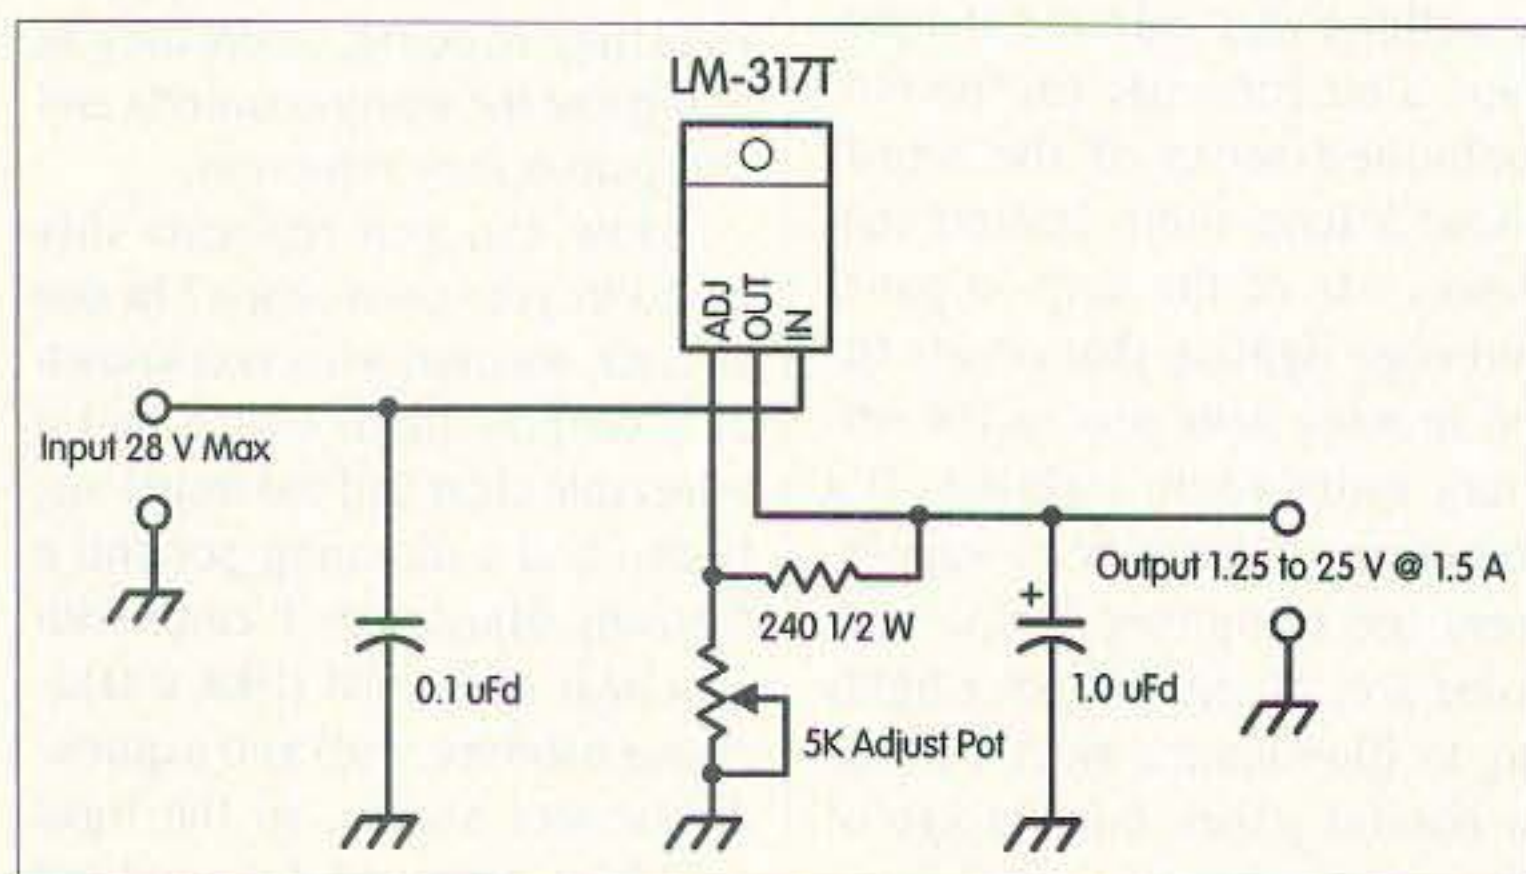 LM-317T
ADJ
OUT
IN
Input 28 V Max
Output 1.25 to 25 V @ 1.5 A
+
240 1/2 W
0.1 uFd
1.0 uFd
5K Adjust Pot